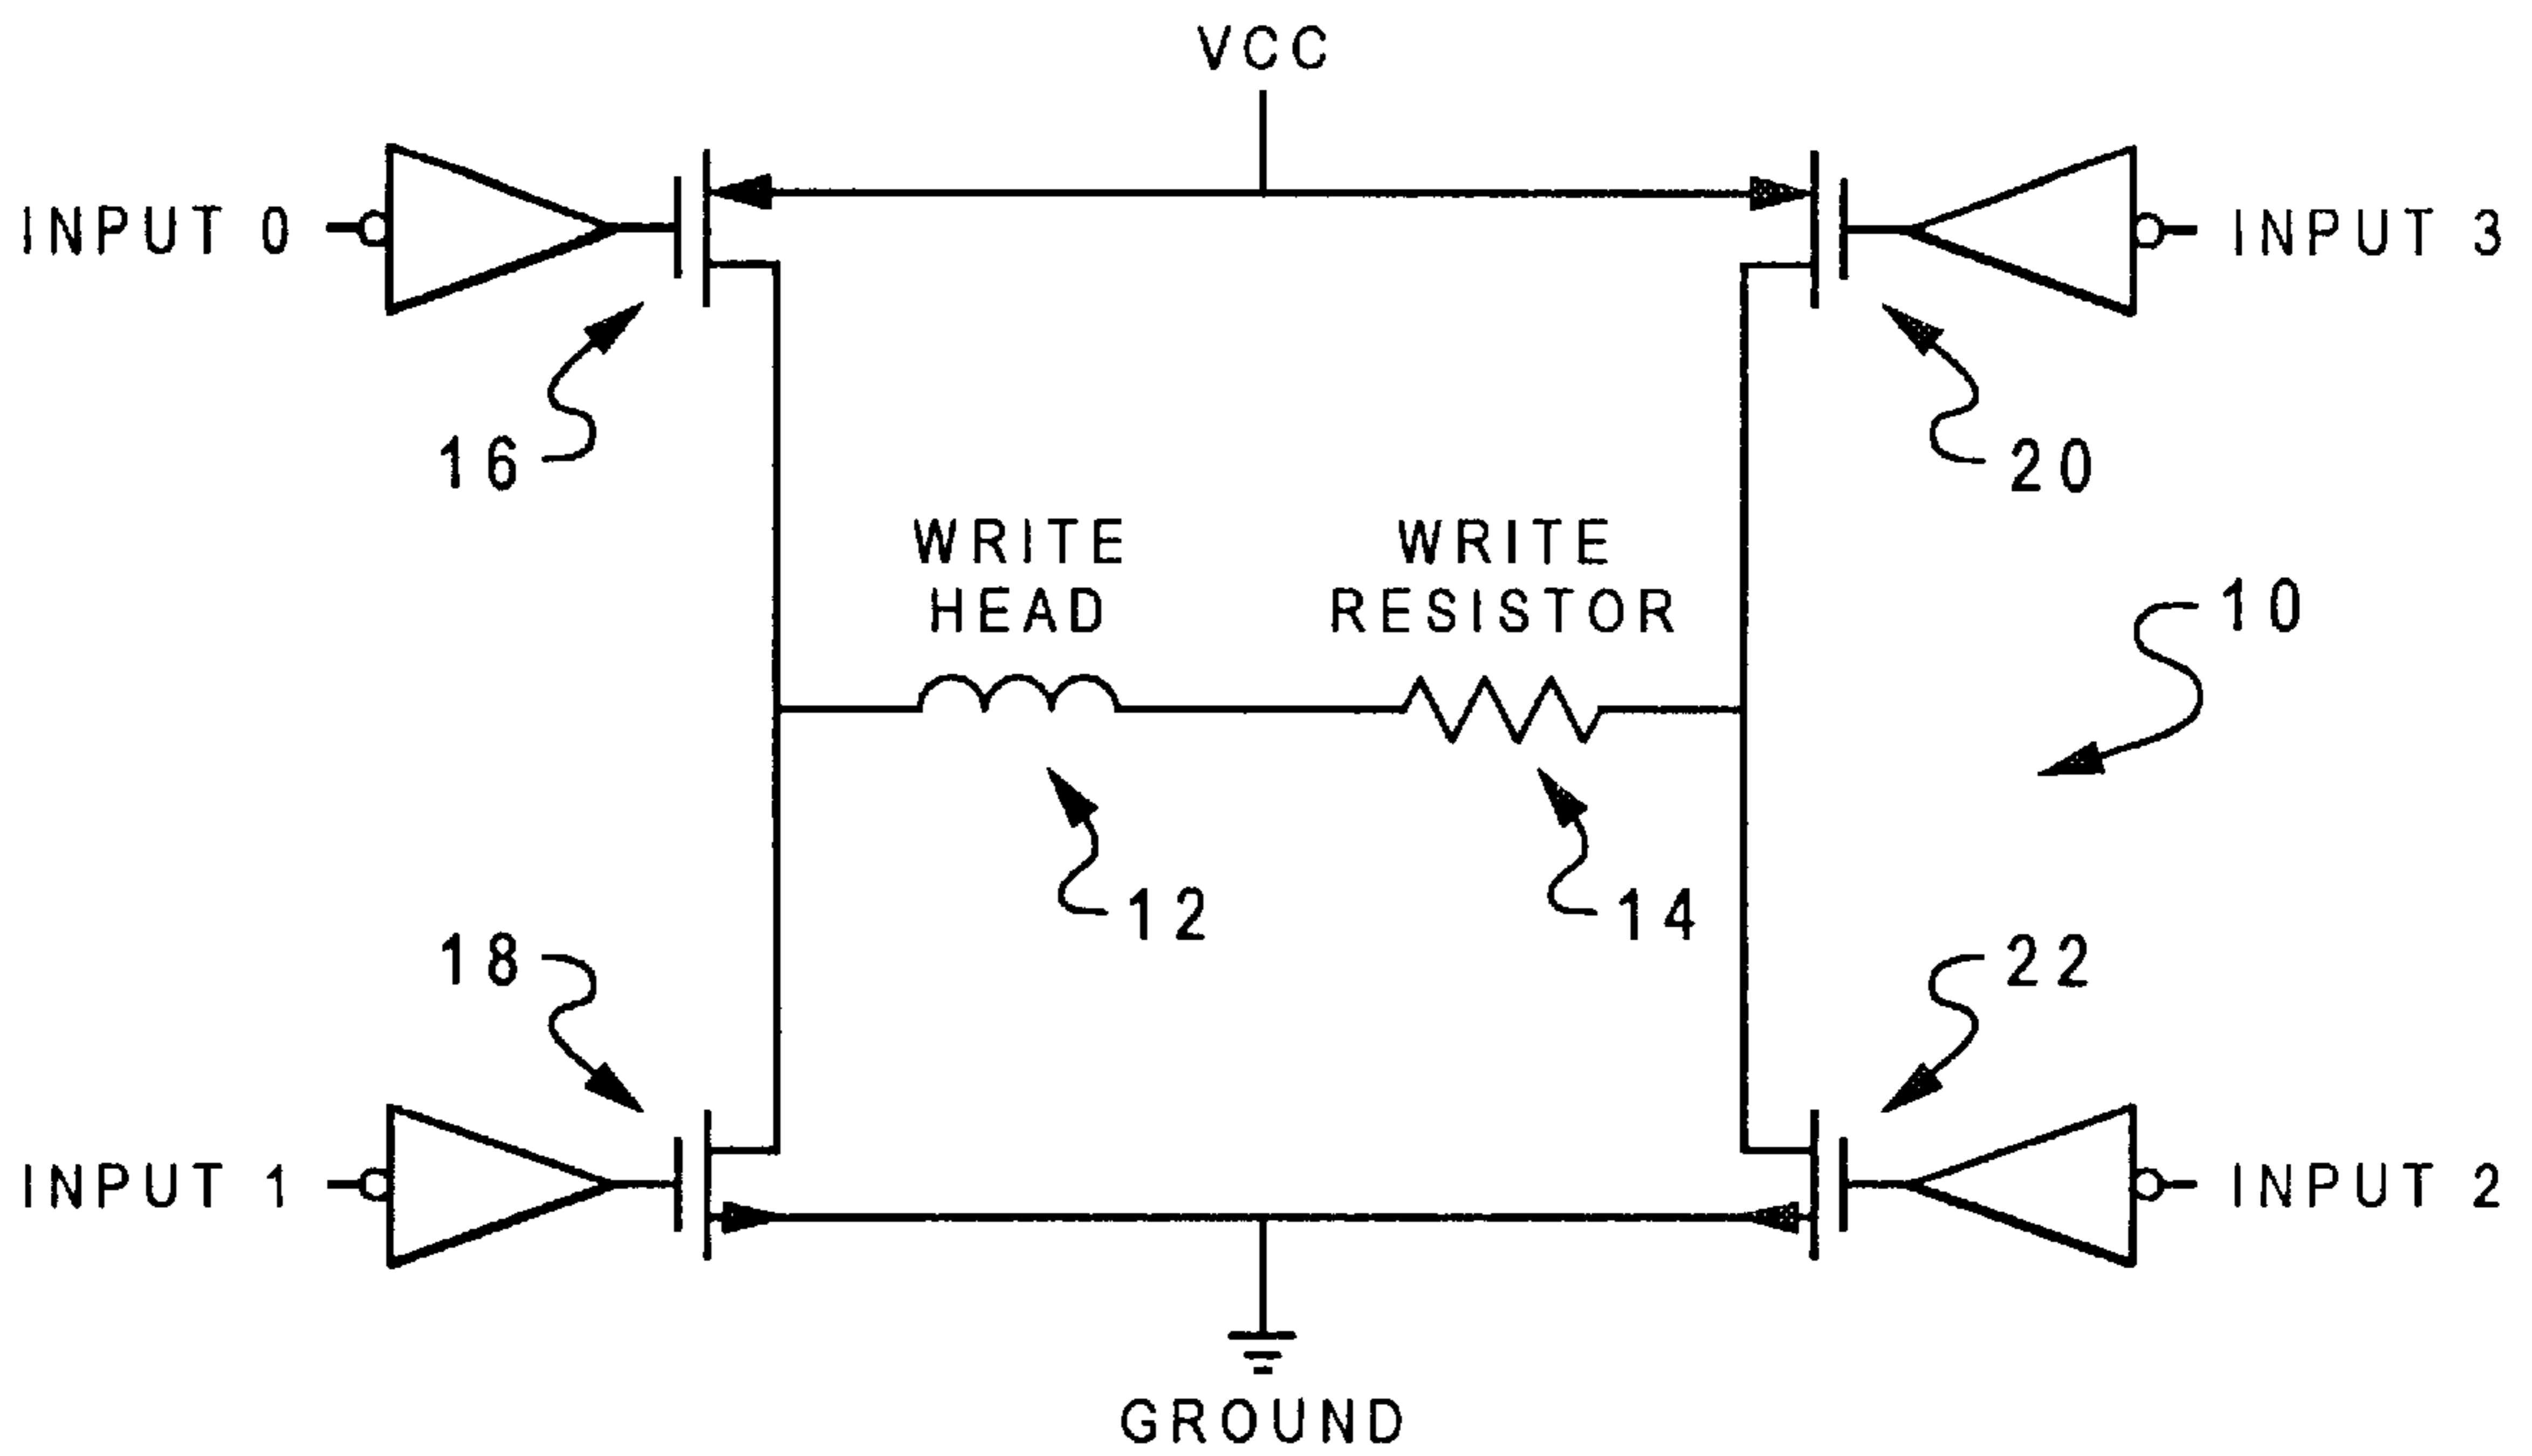 VCC
INPUT 0
INPUT 3
16
20
WRITE
HEAD
WRITE
RESISTOR
10
12
14
18
22
INPUT 1
INPUT 2
GROUND